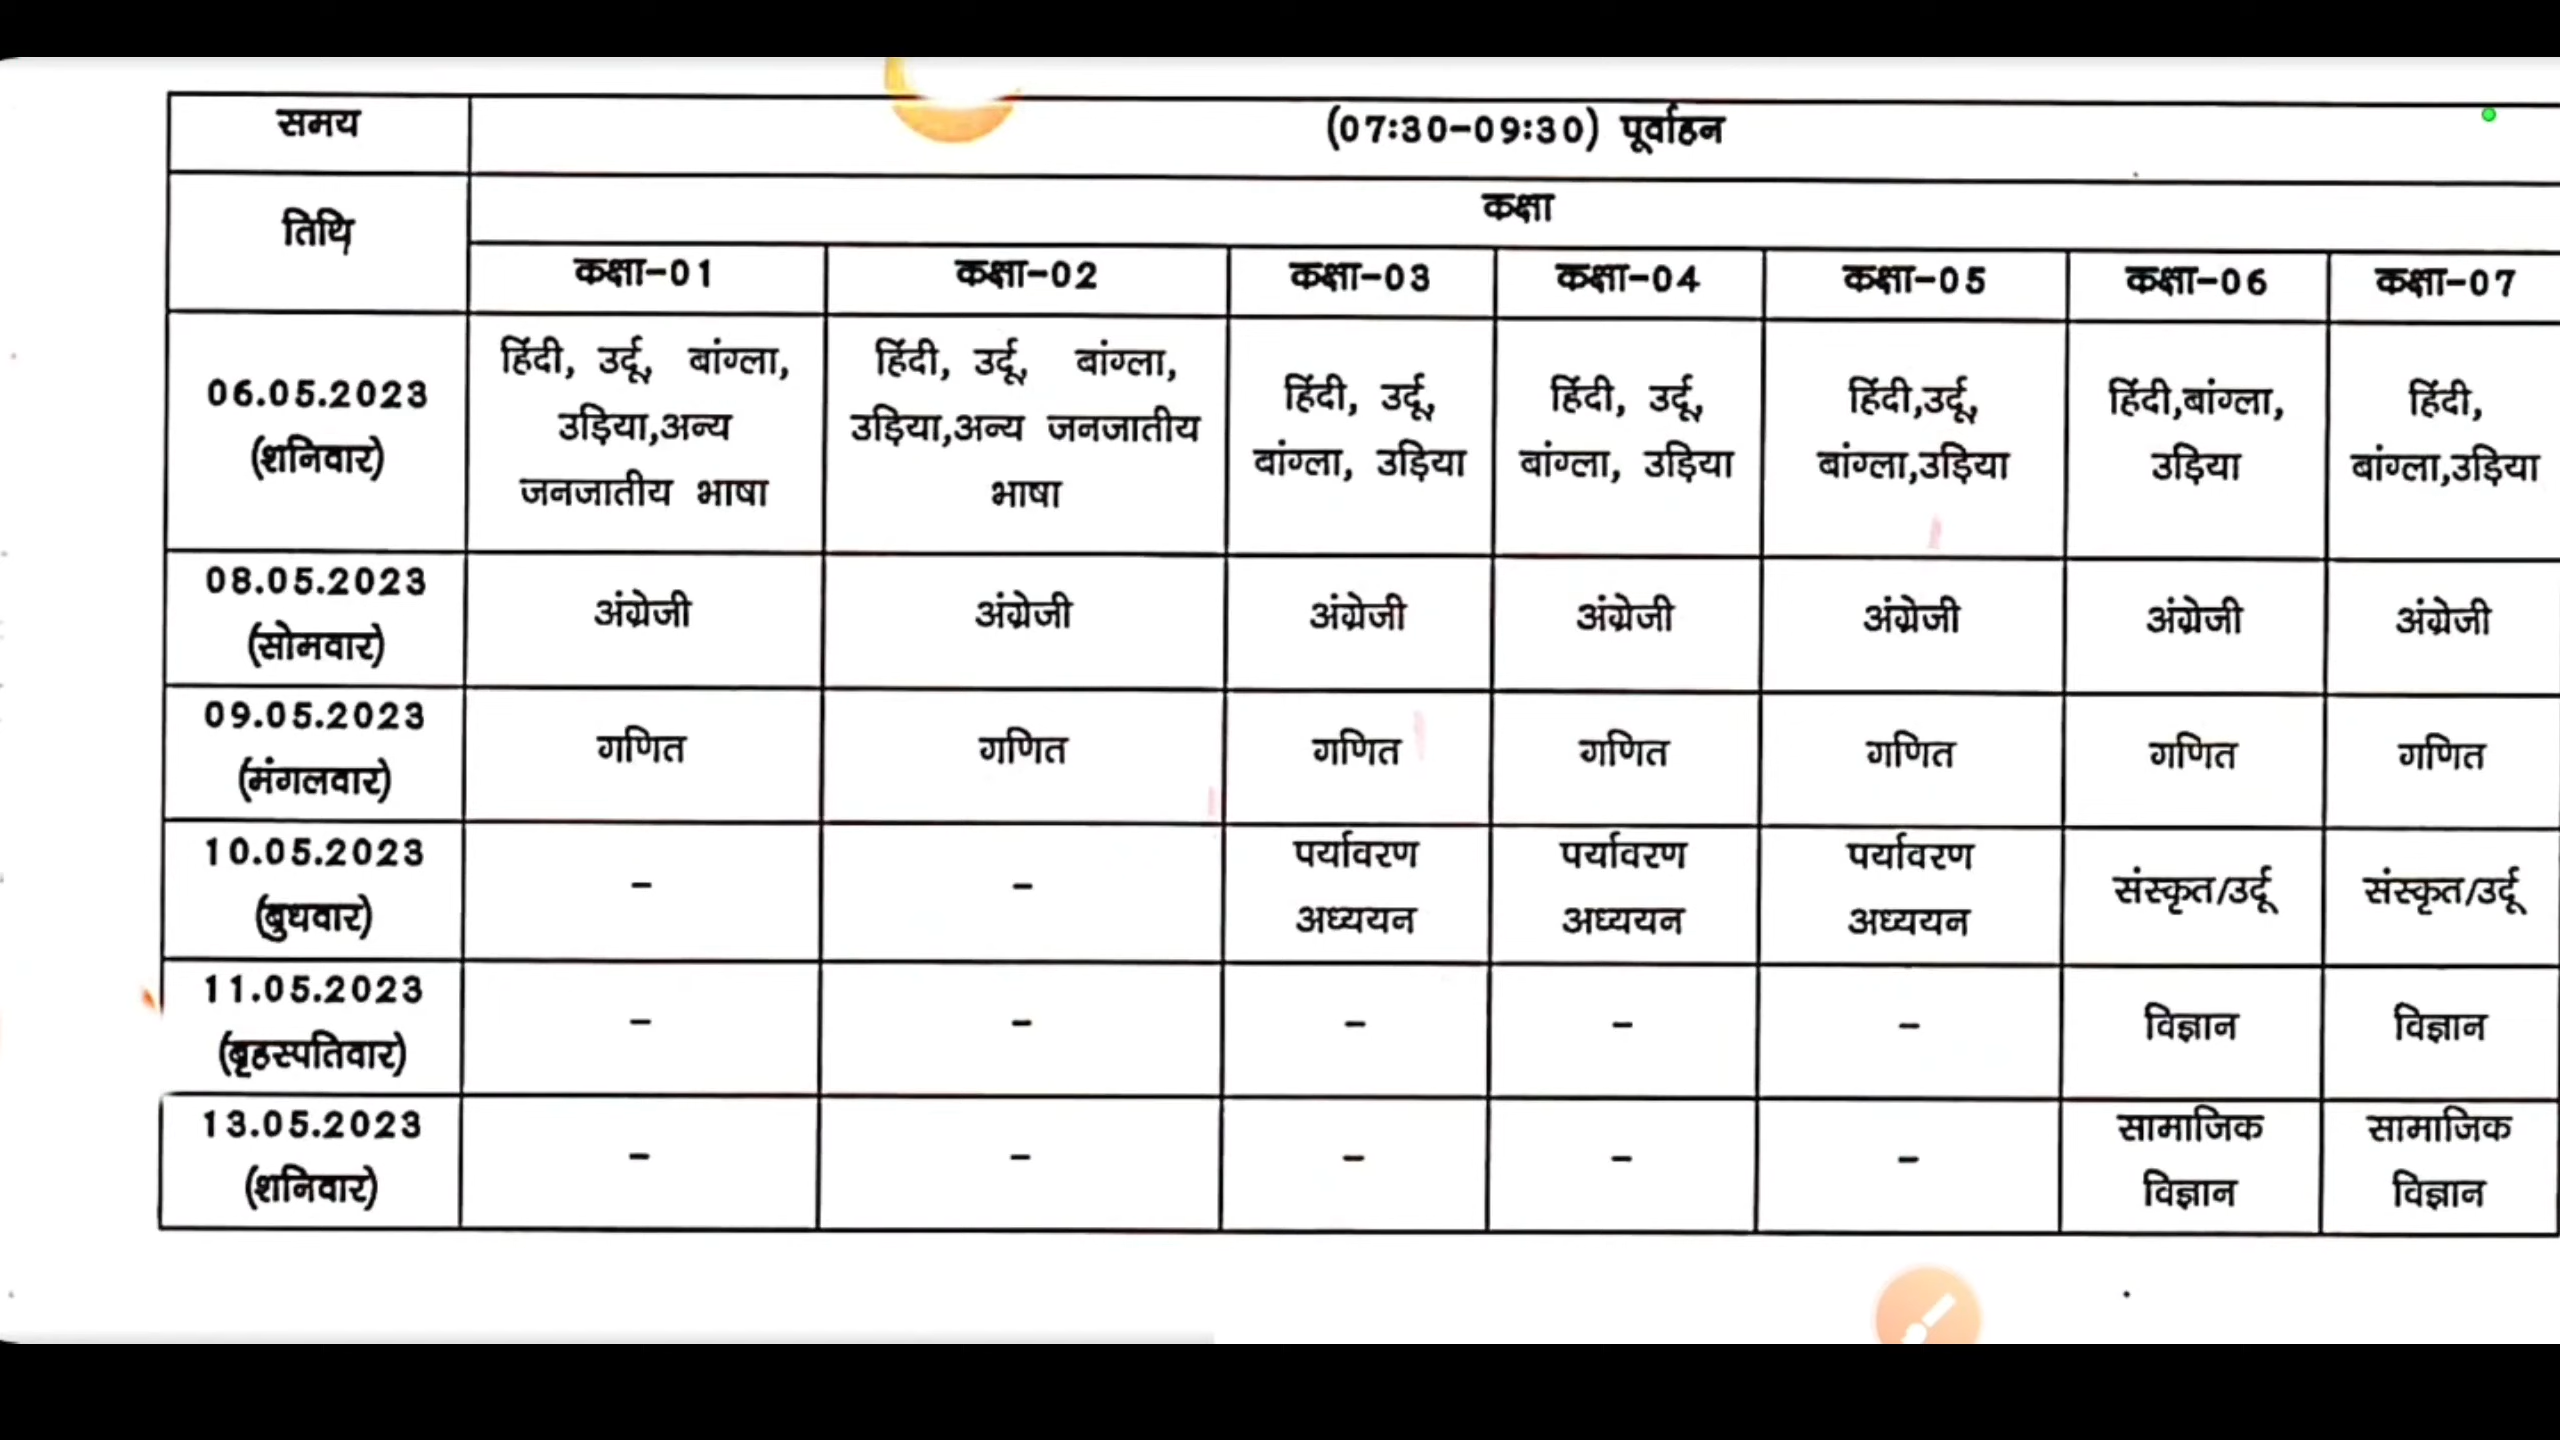 समय (07:30-09:30) पूर्वाहन
तिथि कक्षा
कक्षा-01 कक्षा-02 कक्षा-03 कक्षा-04 कक्षा-05 कक्षा-06 कक्षा-07
06.05.2023 (शनिवार) हिंदी, उर्दू, बांग्ला, उड़िया,अन्य जनजातीय भाषा हिंदी, उर्दू, बांग्ला, उड़िया,अन्य जनजातीय भाषा हिंदी, उर्दू, बांग्ला, उड़िया हिंदी, उर्दू, बांग्ला, उड़िया हिंदी,उर्दू, बांग्ला,उड़िया हिंदी,बांग्ला, उड़िया हिंदी, बांग्ला,उड़िया
08.05.2023 (सोमवार) अंग्रेजी अंग्रेजी अंग्रेजी अंग्रेजी अंग्रेजी अंग्रेजी अंग्रेजी
09.05.2023 (मंगलवार) गणित गणित गणित गणित गणित गणित गणित
10.05.2023 (बुधवार) - - पर्यावरण अध्ययन पर्यावरण अध्ययन पर्यावरण अध्ययन संस्कृत/उर्दू संस्कृत/उर्दू
11.05.2023 (बृहस्पतिवार) - - - - - विज्ञान विज्ञान
13.05.2023 (शनिवार) - - - - - सामाजिक विज्ञान सामाजिक विज्ञान